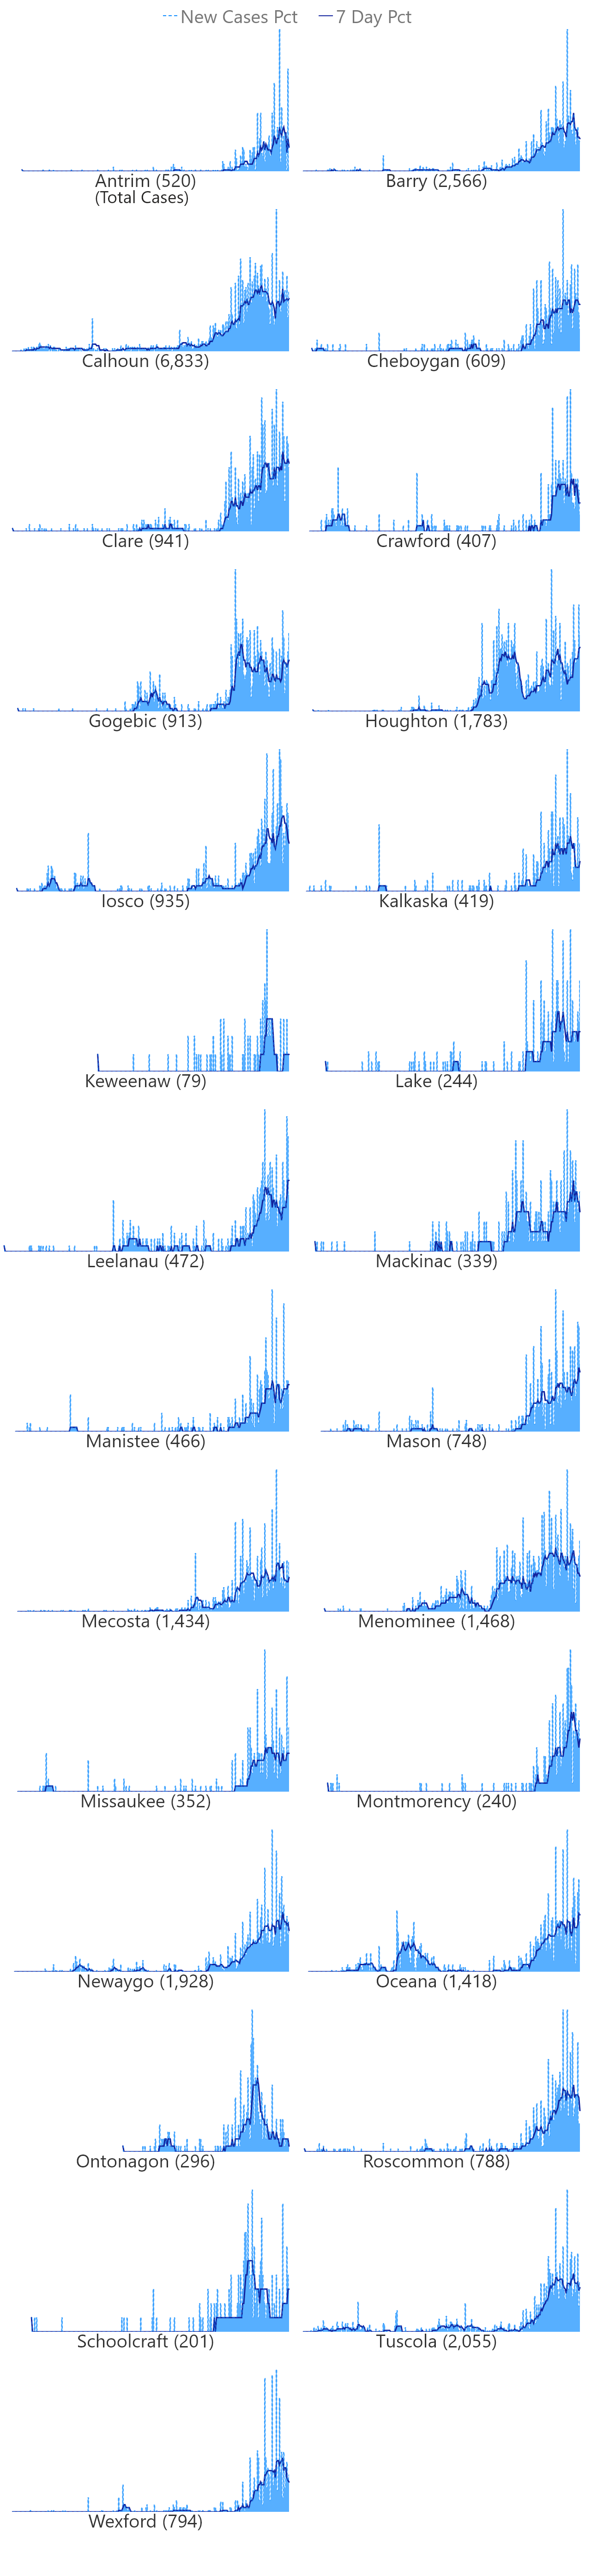 New Cases Pct 7 Day Pct
Antrim (520) Barry (2,566)
(Total Cases)
Calhoun (6,833) Cheboygan (609)
Clare (941) Crawford (407)
Gogebic (913) Houghton (1,783)
Iosco (935) Kalkaska (419)
Keweenaw (79) Lake (244)
Leelanau (472) Mackinac (339)
Manistee (466) Mason (748)
Mecosta (1,434) Menominee (1,468)
Missaukee (352) Montmorency (240)
Newaygo (1,928) Oceana (1,418)
Ontonagon (296) Roscommon (788)
Schoolcraft (201) Tuscola (2,055)
Wexford (794)